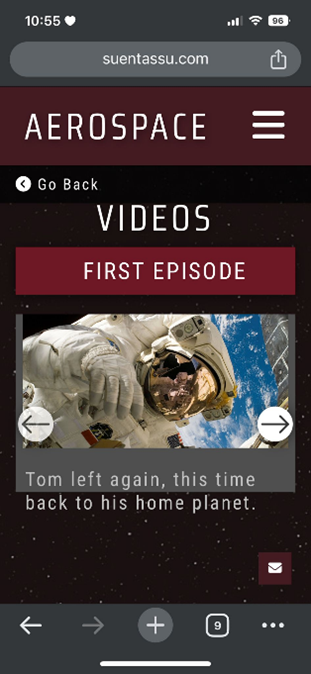 10:55
96
suentassu.com
AEROSPACE
Go Back
VIDEOS
FIRST EPISODE
Tom left again, this time
back to his home planet.
9